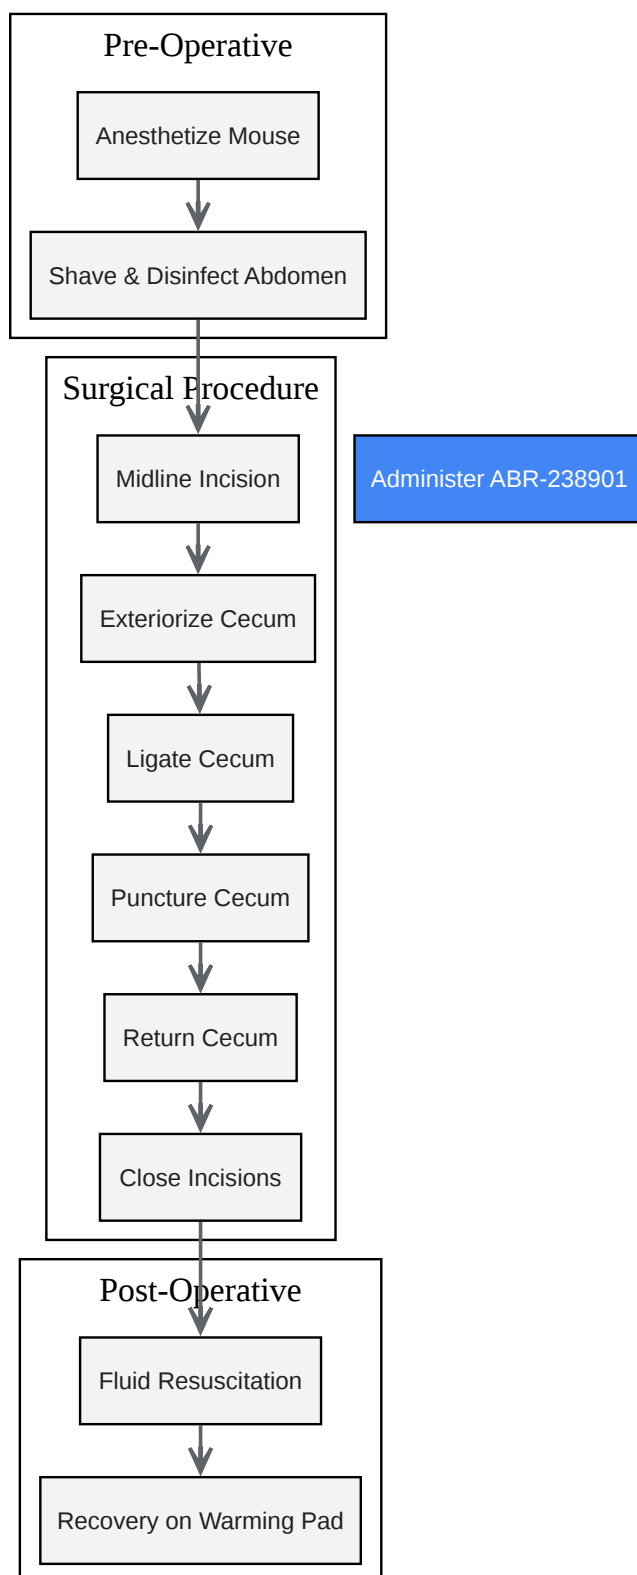 Pre-Operative
Anesthetize Mouse
Shave & Disinfect Abdomen
Surgical Procedure
Midline Incision
Administer ABR-238901
Exteriorize Cecum
Ligate Cecum
Puncture Cecum
Return Cecum
Close Incisions
Post-Operative
Fluid Resuscitation
Recovery on Warming Pad